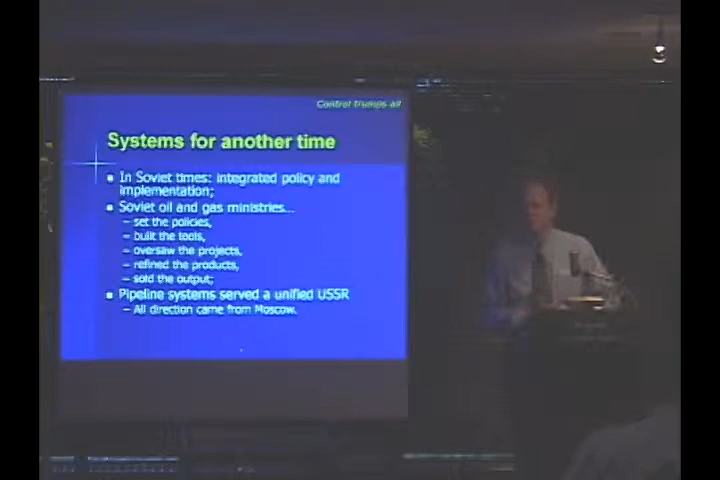 Control trumps all
Systems for another time
In Soviet times: integrated policy and
implementation;
Soviet oil and gas ministries...
– set the policies,
– built the tools,
– oversaw the projects,
– refined the products,
– sold the output;
Pipeline systems served a unified USSR
– All direction came from Moscow.